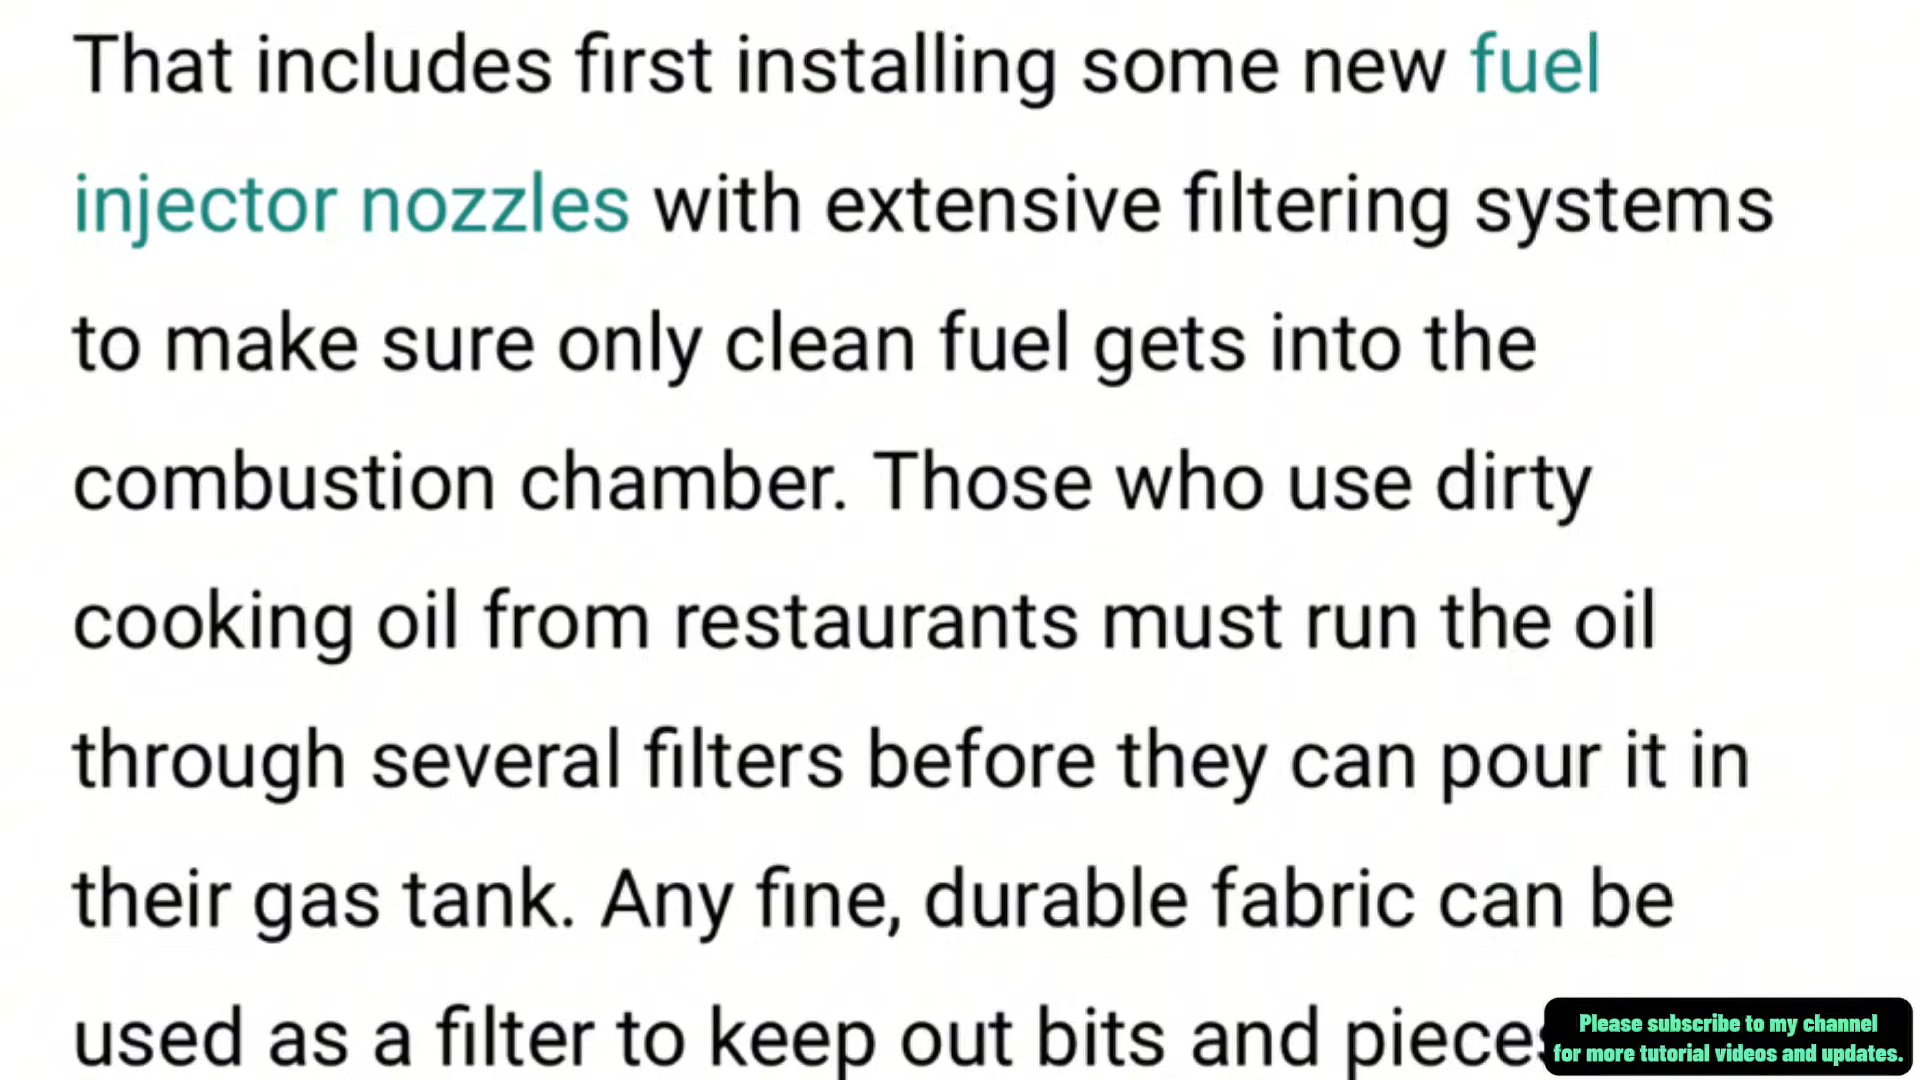 That includes first installing some new fuel
injector nozzles with extensive filtering systems
to make sure only clean fuel gets into the
combustion chamber. Those who use dirty
cooking oil from restaurants must run the oil
through several filters before they can pour it in
their gas tank. Any fine, durable fabric can be
used as a filter to keep out bits and pieces
Please subscribe to my channel
for more tutorial videos and updates.